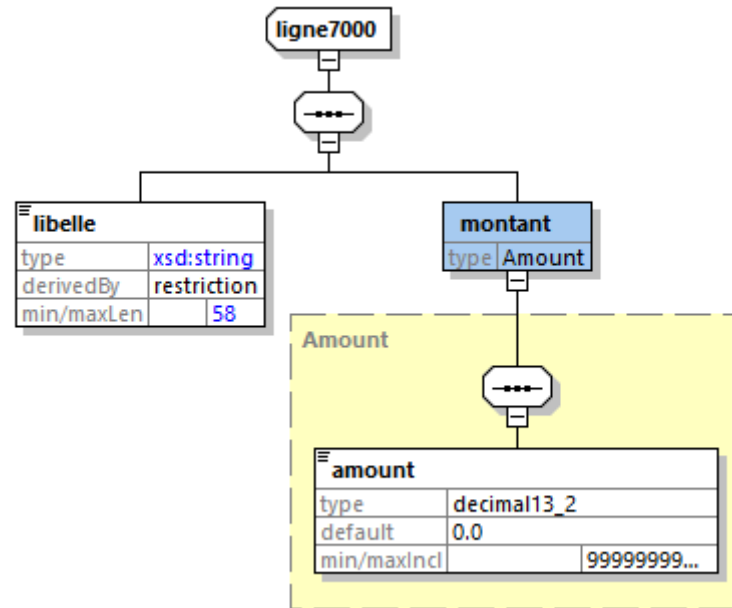 ligne7000
libelle
type xsd:string
derivedBy restriction
min/maxLen 58
montant
type Amount
Amount
amount
type decimal13_2
default 0.0
min/maxIncl 99999999...